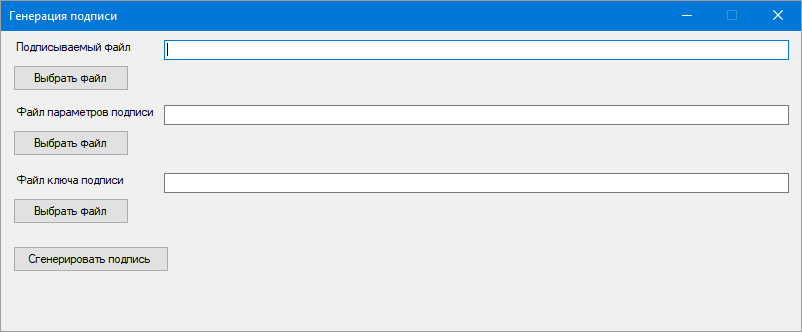 Генерация подписи
Подписываемый файл
Выбрать файл
Файл параметров подписи
Выбрать файл
Файл ключа подписи
Выбрать файл
Сгенерировать подпись